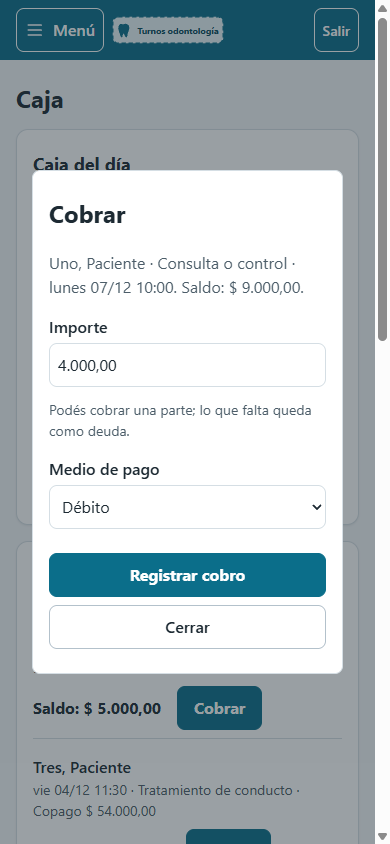 Menú
Turnos odontología
Salir
Caja
Caja del día
Cobrar
Uno, Paciente · Consulta o control ·
lunes 07/12 10:00. Saldo: $ 9.000,00.
Importe
4.000,00
Podés cobrar una parte; lo que falta queda
como deuda.
Medio de pago
Débito
Registrar cobro
Cerrar
Saldo: $ 5.000,00
Cobrar
Tres, Paciente
vie 04/12 11:30 · Tratamiento de conducto ·
Copago $ 54.000,00